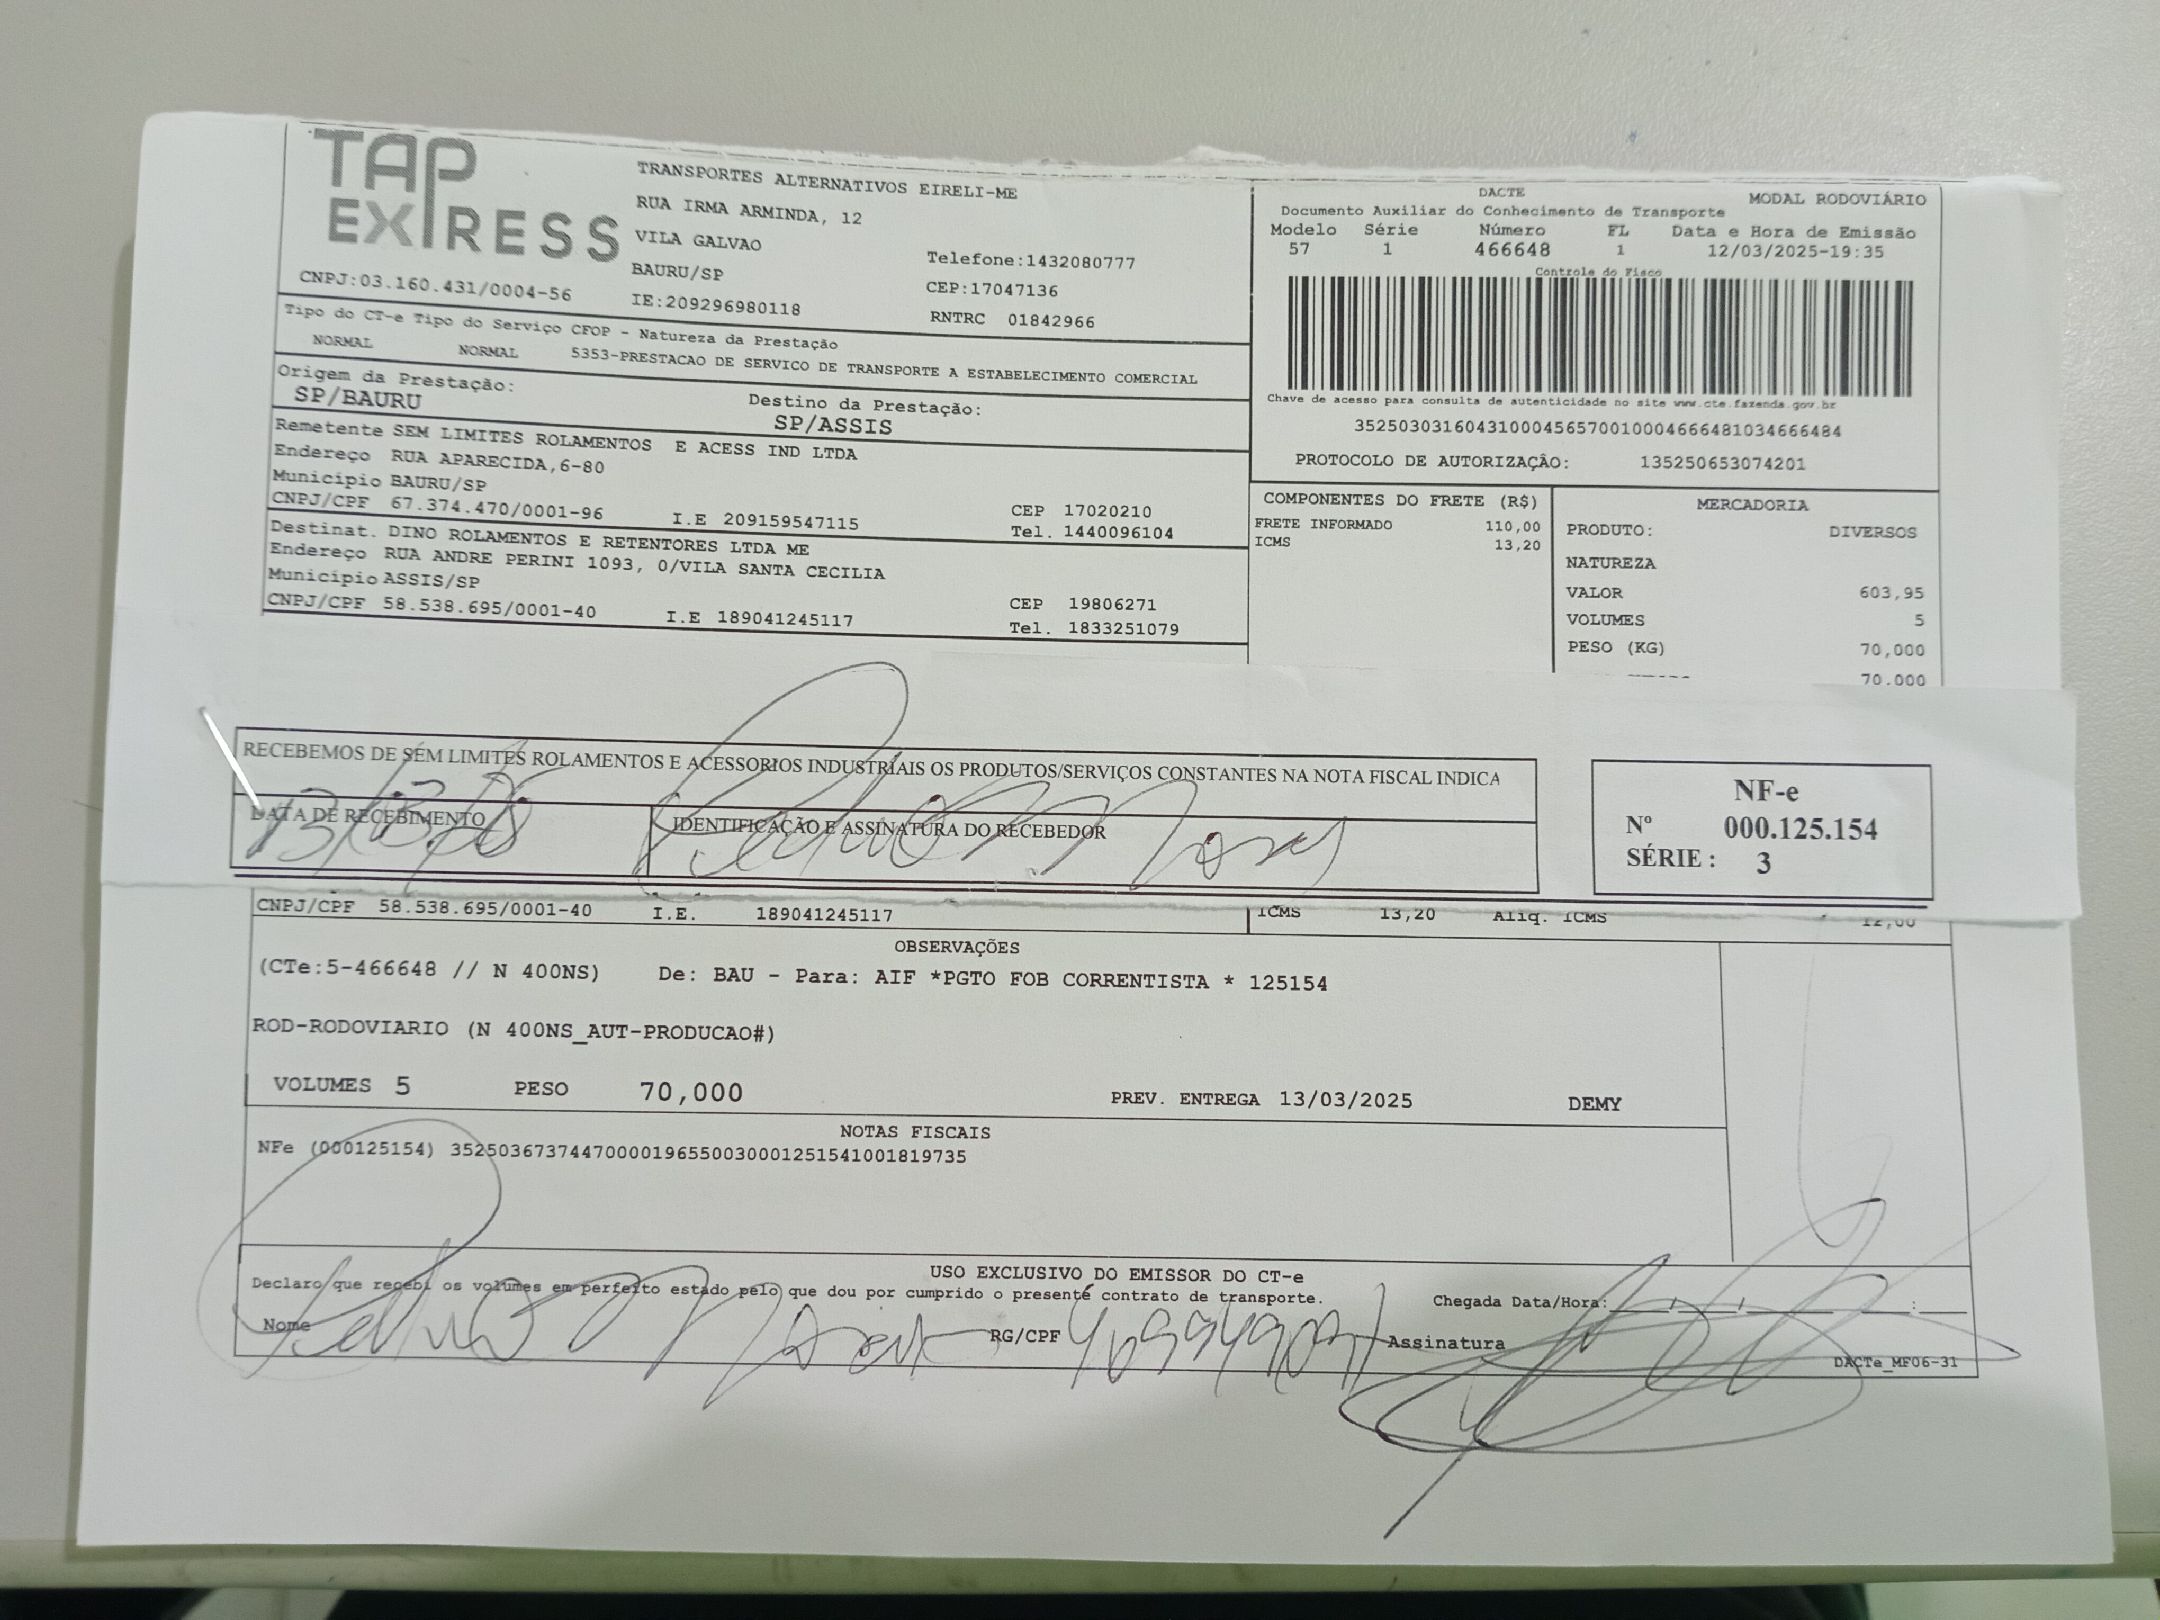 TAP
EXPRESS
TRANSPORTES ALTERNATIVOS EIRELI-ME
RUA IRMA ARMINDA, 12
VILA GALVAO
BAURU/SP
Telefone:1432080777
CEP:17047136
CNPJ:03.160.431/0004-56
IE:209296980118
RNTRC 01842966
DACTE
MODAL RODOVIÁRIO
Documento Auxiliar do Conhecimento de Transporte
Modelo Série Número FL Data e Hora de Emissão
57 1 466648 1 12/03/2025-19:35
Controle do Fisco
Chave de acesso para consulta de autenticidade no site www.cte.fazenda.gov.br
35250303160431000456570010004666481034666484
PROTOCOLO DE AUTORIZAÇÃO: 135250653074201
Tipo do CT-e Tipo do Serviço CFOP - Natureza da Prestação
NORMAL NORMAL 5353-PRESTACAO DE SERVICO DE TRANSPORTE A ESTABELECIMENTO COMERCIAL
Origem da Prestação:
SP/BAURU
Destino da Prestação:
SP/ASSIS
Remetente SEM LIMITES ROLAMENTOS E ACESS IND LTDA
Endereço RUA APARECIDA,6-80
Município BAURU/SP
CEP 17020210
CNPJ/CPF 67.374.470/0001-96 I.E 209159547115 Tel. 1440096104
Destinat. DINO ROLAMENTOS E RETENTORES LTDA ME
Endereço RUA ANDRE PERINI 1093, 0/VILA SANTA CECILIA
Município ASSIS/SP
CEP 19806271
CNPJ/CPF 58.538.695/0001-40 I.E 189041245117 Tel. 1833251079
COMPONENTES DO FRETE (R$)
FRETE INFORMADO 110,00
ICMS 13,20
MERCADORIA
PRODUTO: DIVERSOS
NATUREZA
VALOR 603,95
VOLUMES 5
PESO (KG) 70,000
70.000
RECEBEMOS DE SEM LIMITES ROLAMENTOS E ACESSORIOS INDUSTRIAIS OS PRODUTOS/SERVIÇOS CONSTANTES NA NOTA FISCAL INDICA
DATA DE RECEBIMENTO
IDENTIFICAÇÃO E ASSINATURA DO RECEBEDOR
NF-e
Nº 000.125.154
SÉRIE : 3
CNPJ/CPF 58.538.695/0001-40 I.E. 189041245117
ICMS 13,20 Aliq. ICMS 12,00
OBSERVAÇÕES
(CTe:5-466648 // N 400NS) De: BAU - Para: AIF *PGTO FOB CORRENTISTA * 125154
ROD-RODOVIARIO (N 400NS_AUT-PRODUCAO#)
VOLUMES 5 PESO 70,000 PREV. ENTREGA 13/03/2025 DEMY
NOTAS FISCAIS
NFe (000125154) 35250367374470000196550030001251541001819735
USO EXCLUSIVO DO EMISSOR DO CT-e
Declaro que recebi os volumes em perfeito estado pelo que dou por cumprido o presente contrato de transporte.
Chegada Data/Hora: / / :
Nome RG/CPF Assinatura
DACTe_MF06-31